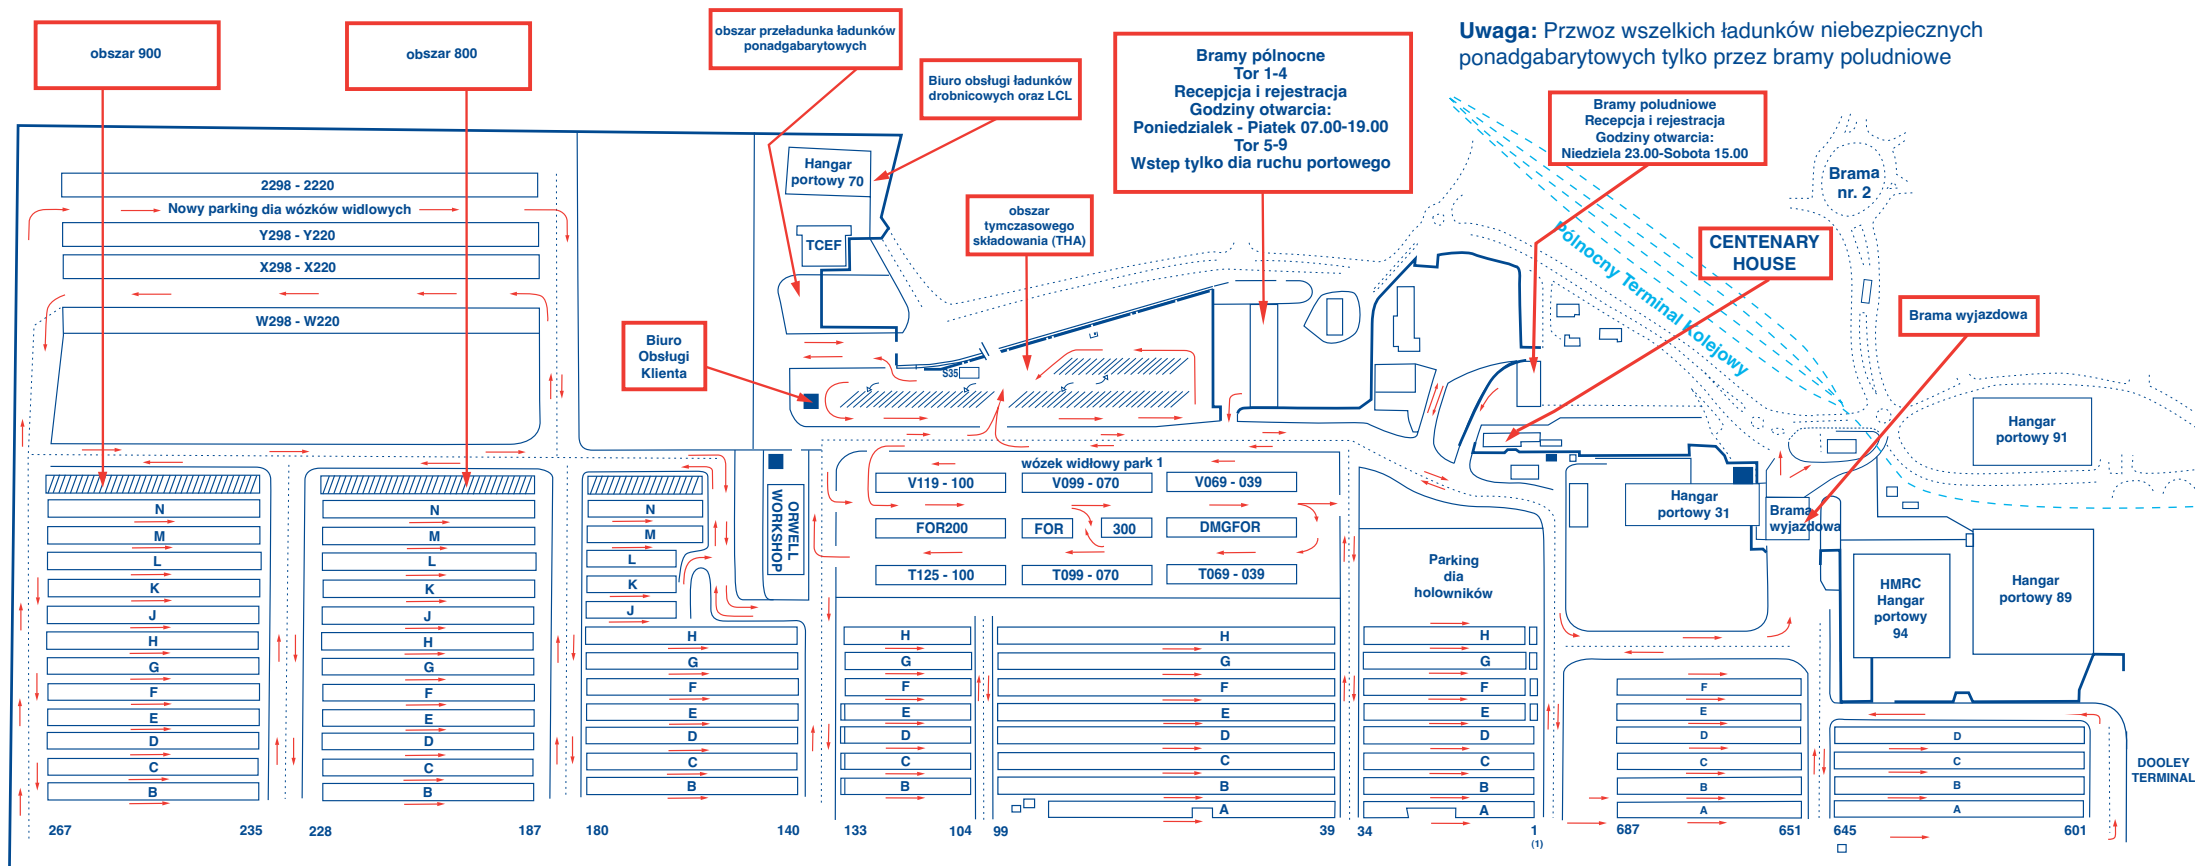 obszar 900
obszar 800
obszar przeładunka ładunków
ponadgabarytowych
Biuro obsługi ładunków
drobnicowych oraz LCL
Bramy pólnocne
Tor 1-4
Recepcja i rejestracja
Godziny otwarcia:
Poniedzialek - Piatek 07.00-19.00
Tor 5-9
Wstep tylko dia ruchu portowego
Uwaga: Przwoz wszelkich ładunków niebezpiecznych
ponadgabarytowych tylko przez bramy poludniowe
Bramy poludniowe
Recepcja i rejestracja
Godziny otwarcia:
Niedziela 23.00-Sobota 15.00
Brama
nr. 2
Hangar
portowy 70
TCEF
obszar
tymczasowego
składowania (THA)
CENTENARY
HOUSE
Pólnocny Terminal Kolejowy
Brama wyjazdowa
2298 - 2220
Nowy parking dia wózków widlowych
Y298 - Y220
X298 - X220
W298 - W220
Biuro
Obsługi
Klienta
S35
Hangar
portowy 91
wózek widłowy park 1
V119 - 100
V099 - 070
V069 - 039
FOR200
FOR
300
DMGFOR
T125 - 100
T099 - 070
T069 - 039
ORWELL
WORKSHOP
Parking
dia
holowników
Hangar
portowy 31
Brama
wyjazdowa
HMRC
Hangar
portowy
94
Hangar
portowy 89
DOOLEY
TERMINAL
N
M
L
K
J
H
G
F
E
D
C
B
N
M
L
K
J
H
G
F
E
D
C
B
N
M
L
K
J
H
G
F
E
D
C
B
H
G
F
E
D
C
B
H
G
F
E
D
C
B
A
H
G
F
E
D
C
B
A
F
E
D
C
B
A
D
C
B
A
267
235
228
187
180
140
133
104
99
39
34
1
(1)
687
651
645
601